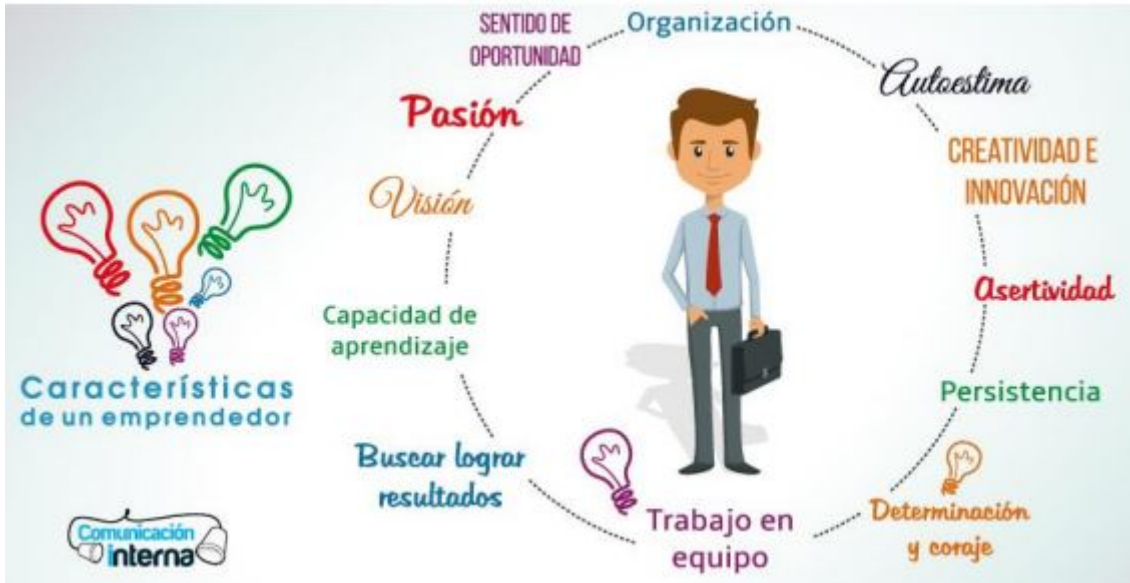 Características
de un emprendedor
Comunicación
interna
SENTIDO DE
OPORTUNIDAD
Organización
Autoestima
CREATIVIDAD E
INNOVACIÓN
Asertividad
Persistencia
Determinación
y coraje
Trabajo en
equipo
Buscar lograr
resultados
Capacidad de
aprendizaje
Visión
Pasión